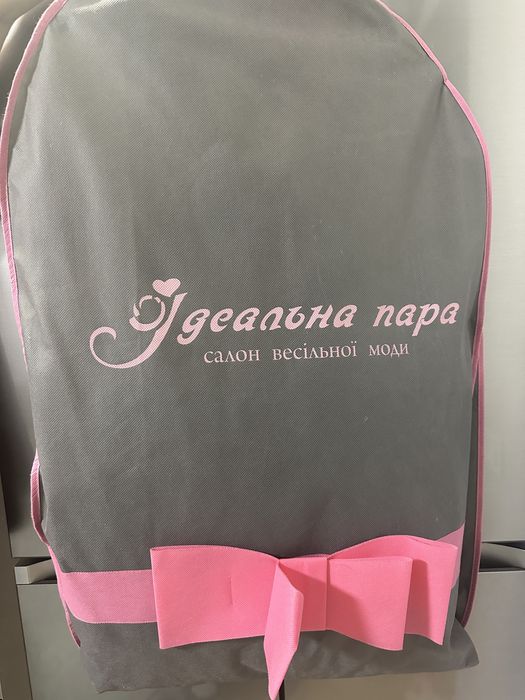 Ідеальна пара
салон весільної моди